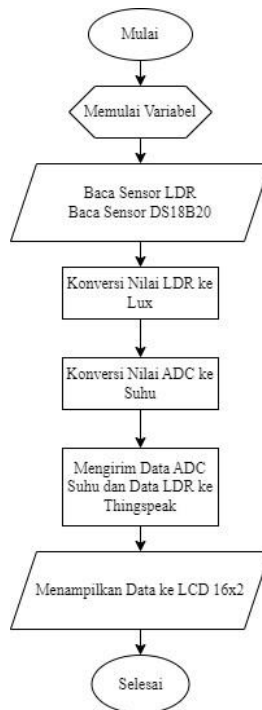 Mulai
Memulai Variabel
Baca Sensor LDR
Baca Sensor DS18B20
Konversi Nilai LDR ke
Lux
Konversi Nilai ADC ke
Suhu
Mengirim Data ADC
Suhu dan Data LDR ke
Thingspeak
Menampilkan Data ke LCD 16x2
Selesai